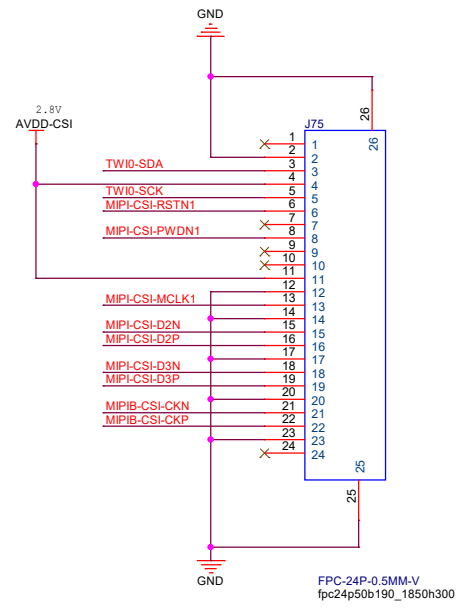 GND
26
2.8V
AVDD-CSI
J75
26
1 1
2 2
TWI0-SDA 3 3
4 4
TWI0-SCK 5 5
MIPI-CSI-RSTN1 6 6
7 7
MIPI-CSI-PWDN1 8 8
9 9
10 10
11 11
12 12
MIPI-CSI-MCLK1 13 13
14 14
MIPI-CSI-D2N 15 15
MIPI-CSI-D2P 16 16
17 17
MIPI-CSI-D3N 18 18
MIPI-CSI-D3P 19 19
20 20
MIPIB-CSI-CKN 21 21
MIPIB-CSI-CKP 22 22
23 23
24 24
25
25
GND
FPC-24P-0.5MM-V
fpc24p50b190_1850h300